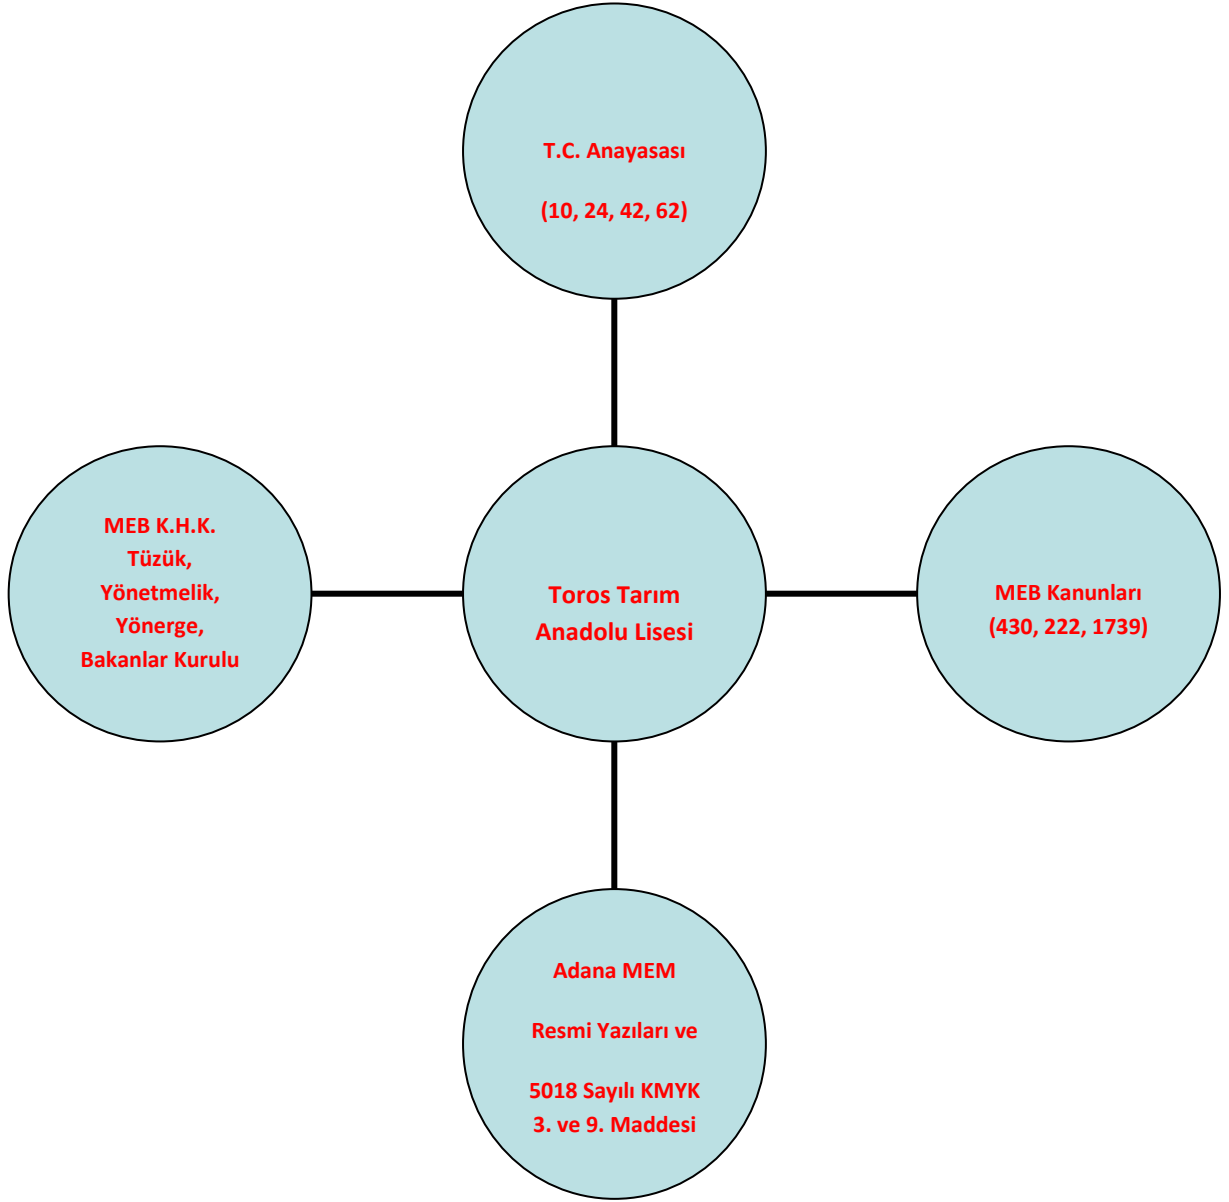 T.C. Anayasası
(10, 24, 42, 62)
MEB K.H.K.
Tüzük,
Yönetmelik,
Yönerge,
Bakanlar Kurulu
Toros Tarım
Anadolu Lisesi
MEB Kanunları
(430, 222, 1739)
Adana MEM
Resmi Yazıları ve
5018 Sayılı KMYK
3. ve 9. Maddesi